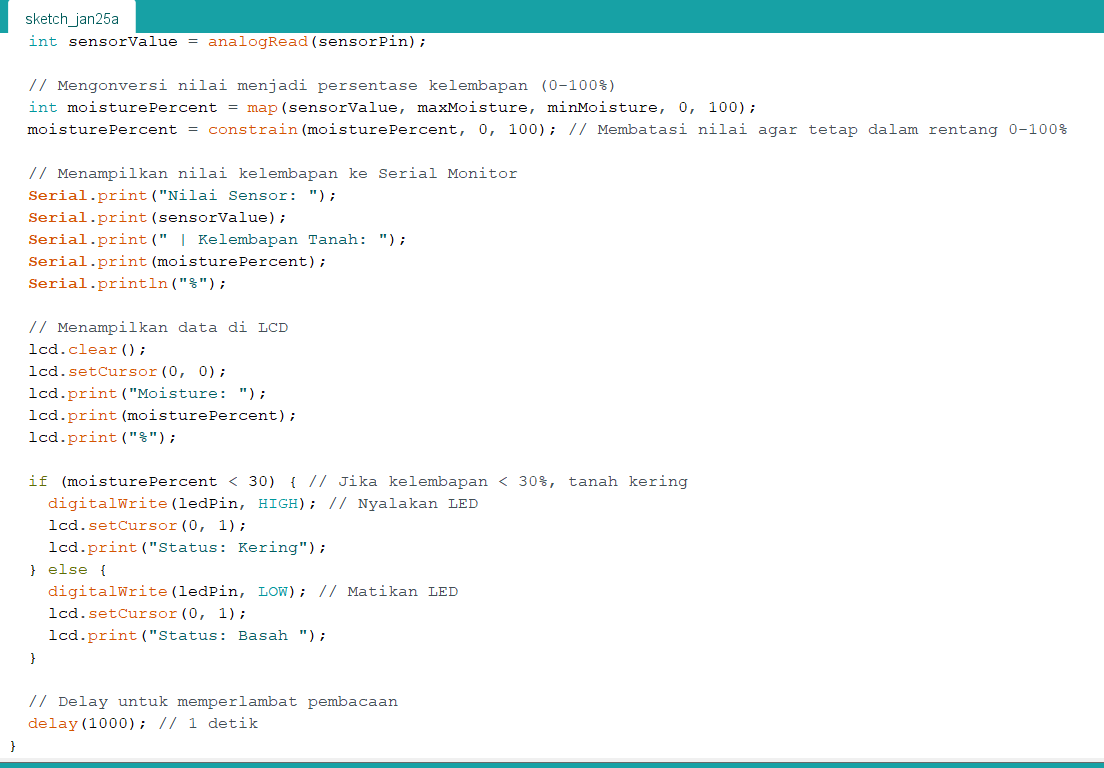 sketch_jan25a
int sensorValue = analogRead(sensorPin);
// Mengonversi nilai menjadi persentase kelembapan (0-100%)
int moisturePercent = map(sensorValue, maxMoisture, minMoisture, 0, 100);
moisturePercent = constrain(moisturePercent, 0, 100); // Membatasi nilai agar tetap dalam rentang 0-100%
// Menampilkan nilai kelembapan ke Serial Monitor
Serial.print("Nilai Sensor: ");
Serial.print(sensorValue);
Serial.print(" | Kelembapan Tanah: ");
Serial.print(moisturePercent);
Serial.println("%");
// Menampilkan data di LCD
lcd.clear();
lcd.setCursor(0, 0);
lcd.print("Moisture: ");
lcd.print(moisturePercent);
lcd.print("%");
if (moisturePercent < 30) { // Jika kelembapan < 30%, tanah kering
digitalWrite(ledPin, HIGH); // Nyalakan LED
lcd.setCursor(0, 1);
lcd.print("Status: Kering");
} else {
digitalWrite(ledPin, LOW); // Matikan LED
lcd.setCursor(0, 1);
lcd.print("Status: Basah ");
}
// Delay untuk memperlambat pembacaan
delay(1000); // 1 detik
}